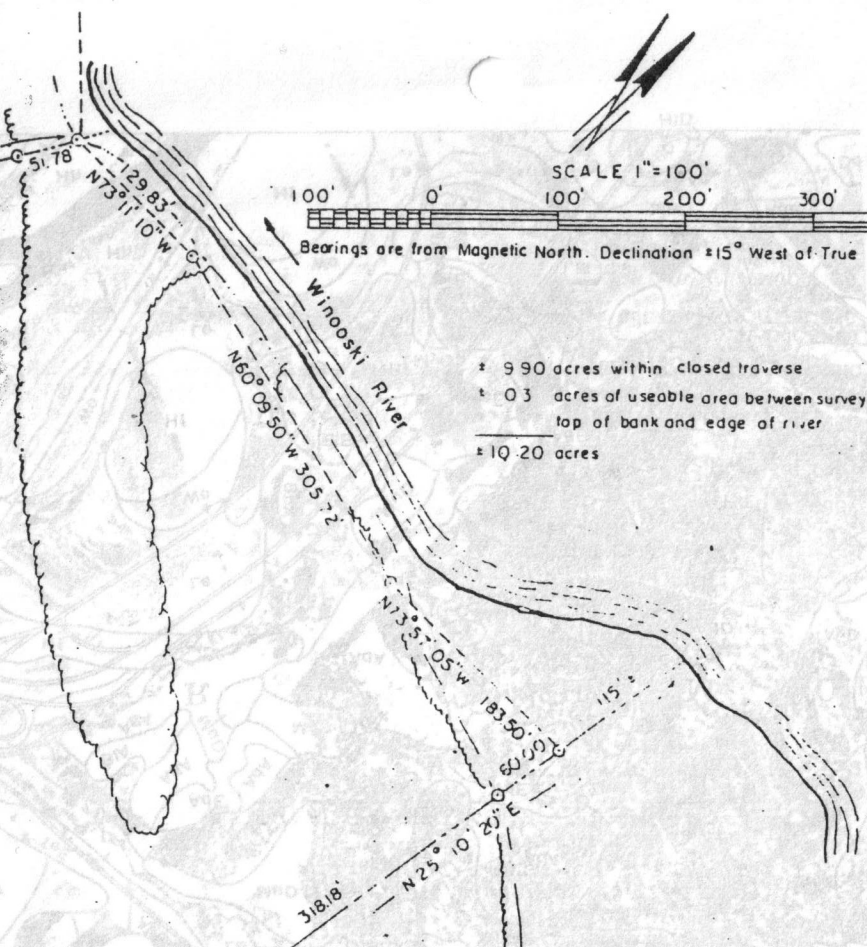 SCALE 1"=100'
100' 0' 100' 200' 300'
Bearings are from Magnetic North. Declination ±15° West of True
51.78
129.83'
N73°11'10"W
Winooski River
± 9.90 acres within closed traverse
± 0.3 acres of useable area between survey
top of bank and edge of river
± 10.20 acres
N60°09'50"W 305.72'
05"W 183.50'
115'±
60.00'
N25° 10' 20" E
318.18'